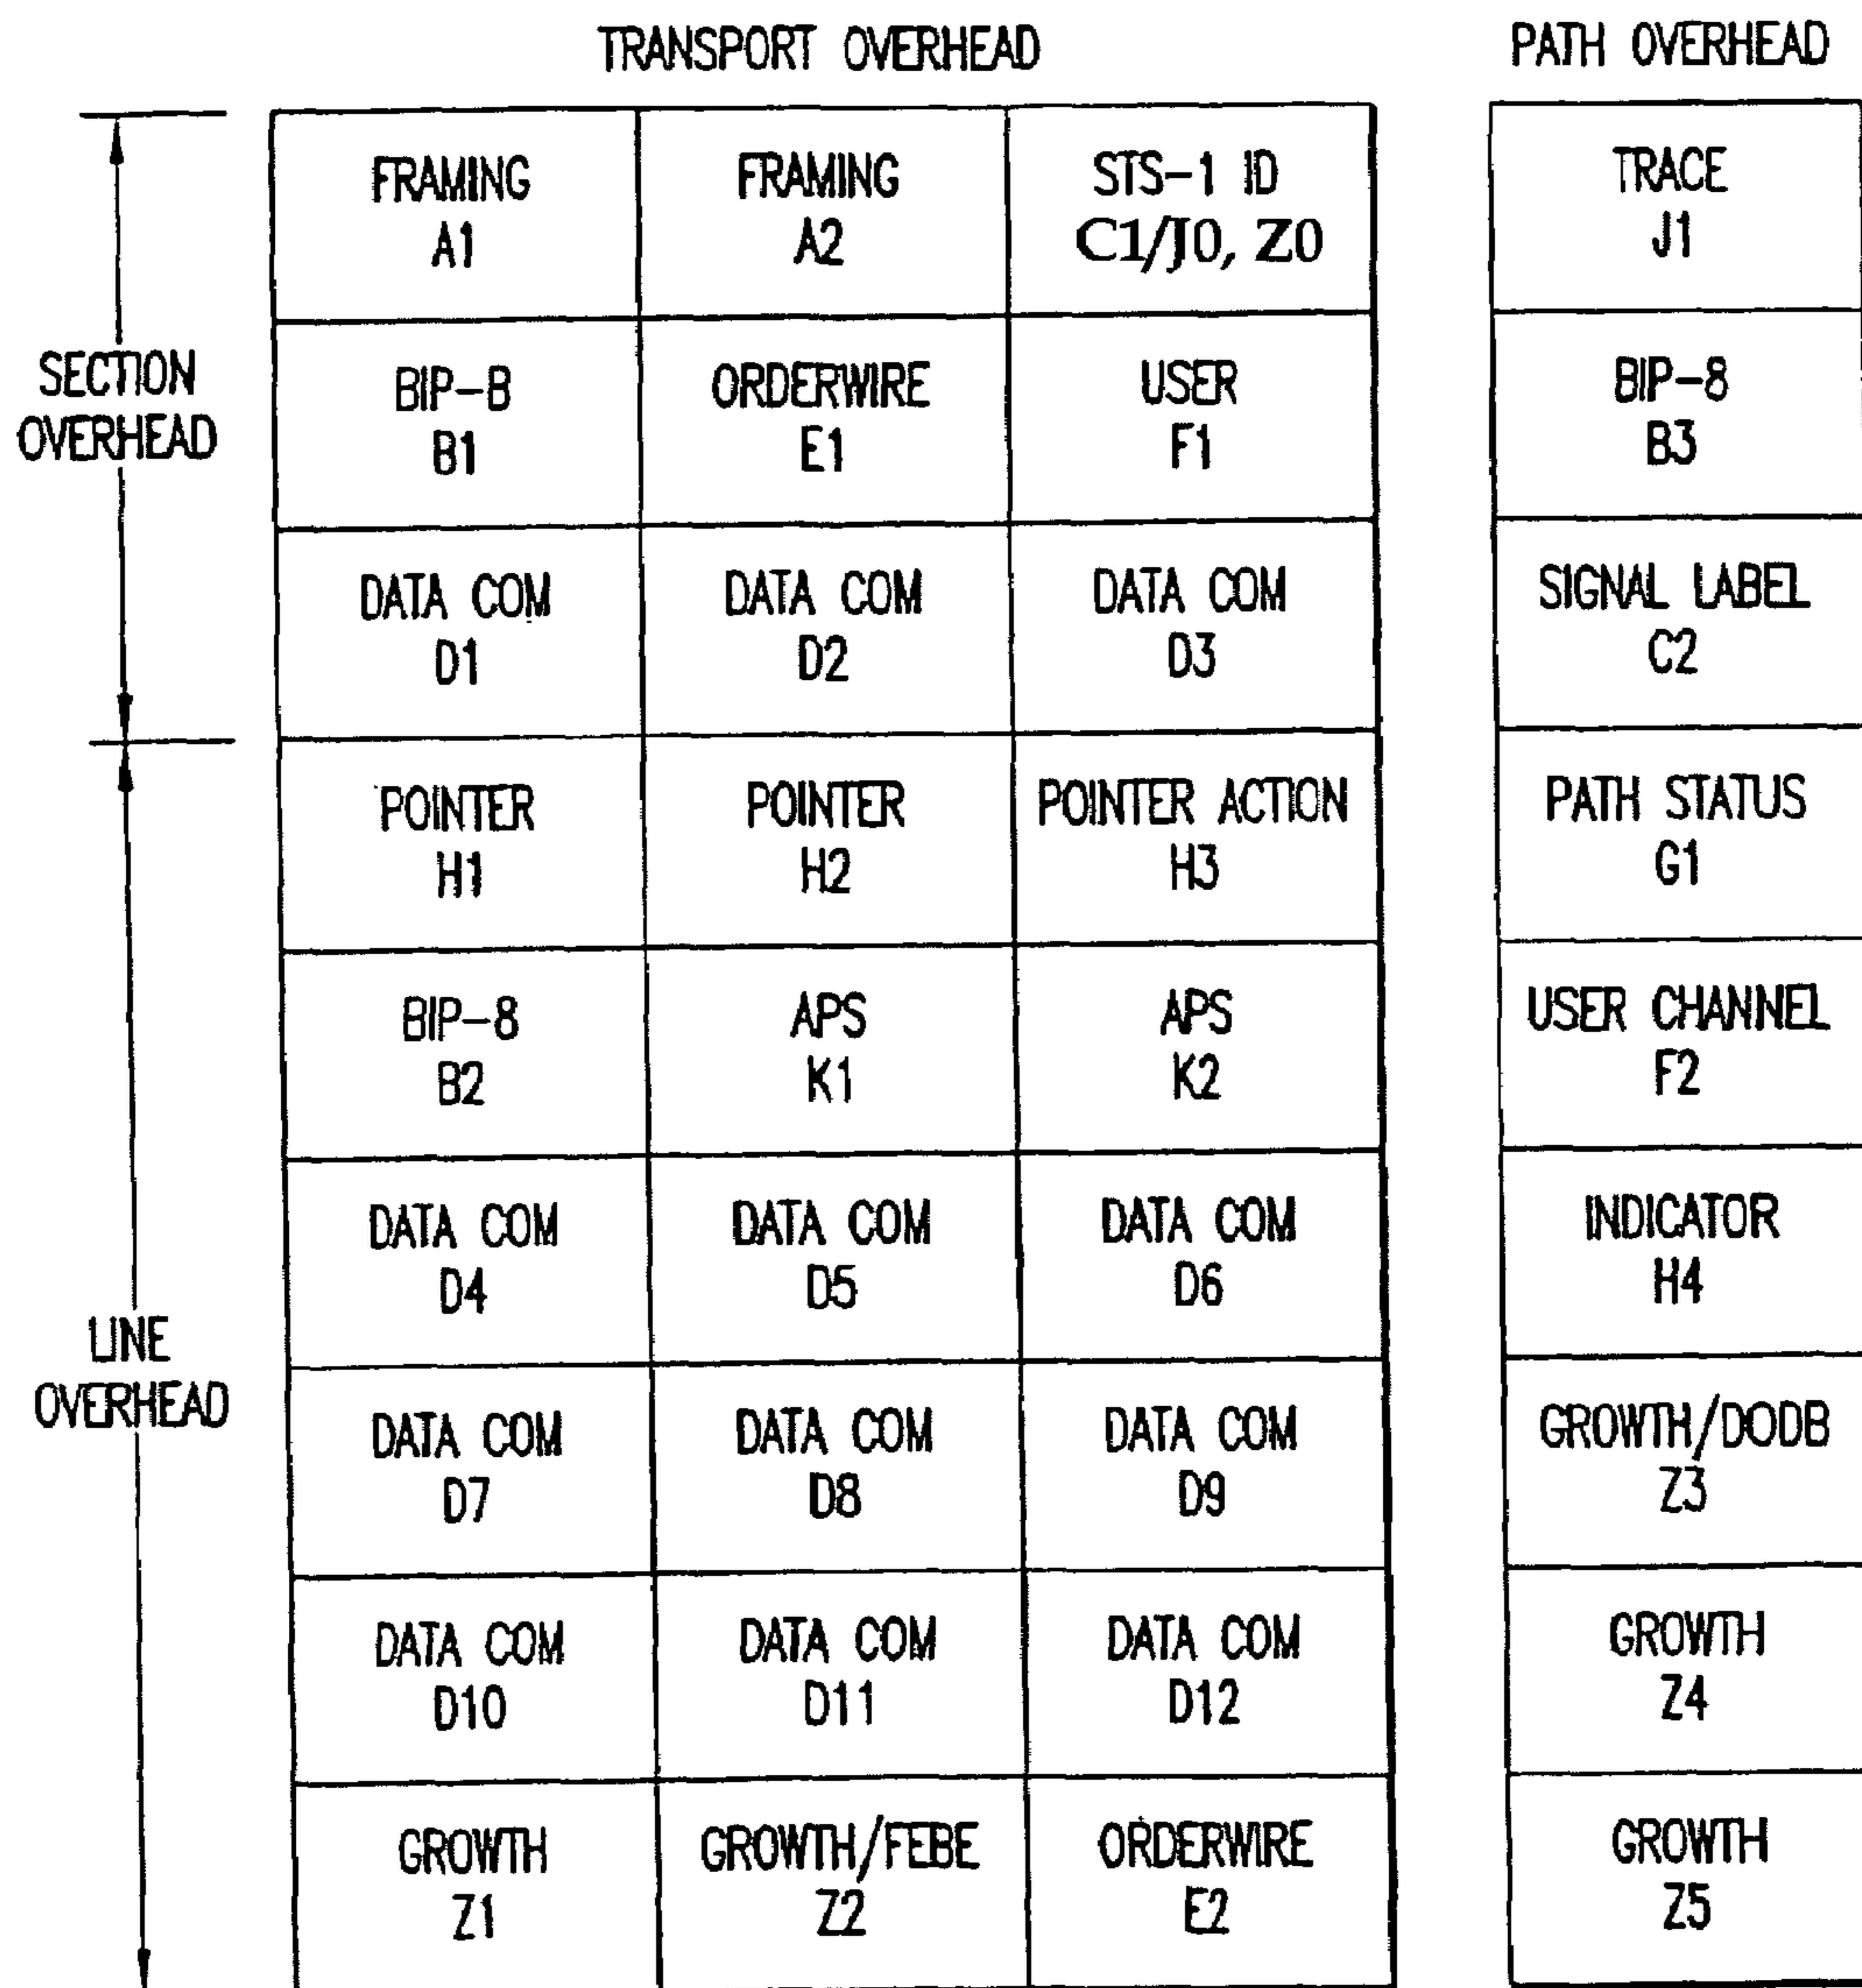 TRANSPORT OVERHEAD
PATH OVERHEAD
SECTION
OVERHEAD
LINE
OVERHEAD
FRAMING
A1
FRAMING
A2
STS-1 ID
C1/J0, Z0
TRACE
J1
BIP-B
B1
ORDERWIRE
E1
USER
F1
BIP-8
B3
DATA COM
D1
DATA COM
D2
DATA COM
D3
SIGNAL LABEL
C2
POINTER
H1
POINTER
H2
POINTER ACTION
H3
PATH STATUS
G1
BIP-8
B2
APS
K1
APS
K2
USER CHANNEL
F2
DATA COM
D4
DATA COM
D5
DATA COM
D6
INDICATOR
H4
DATA COM
D7
DATA COM
D8
DATA COM
D9
GROWTH/DODB
Z3
DATA COM
D10
DATA COM
D11
DATA COM
D12
GROWTH
Z4
GROWTH
Z1
GROWTH/FEBE
Z2
ORDERWIRE
E2
GROWTH
Z5